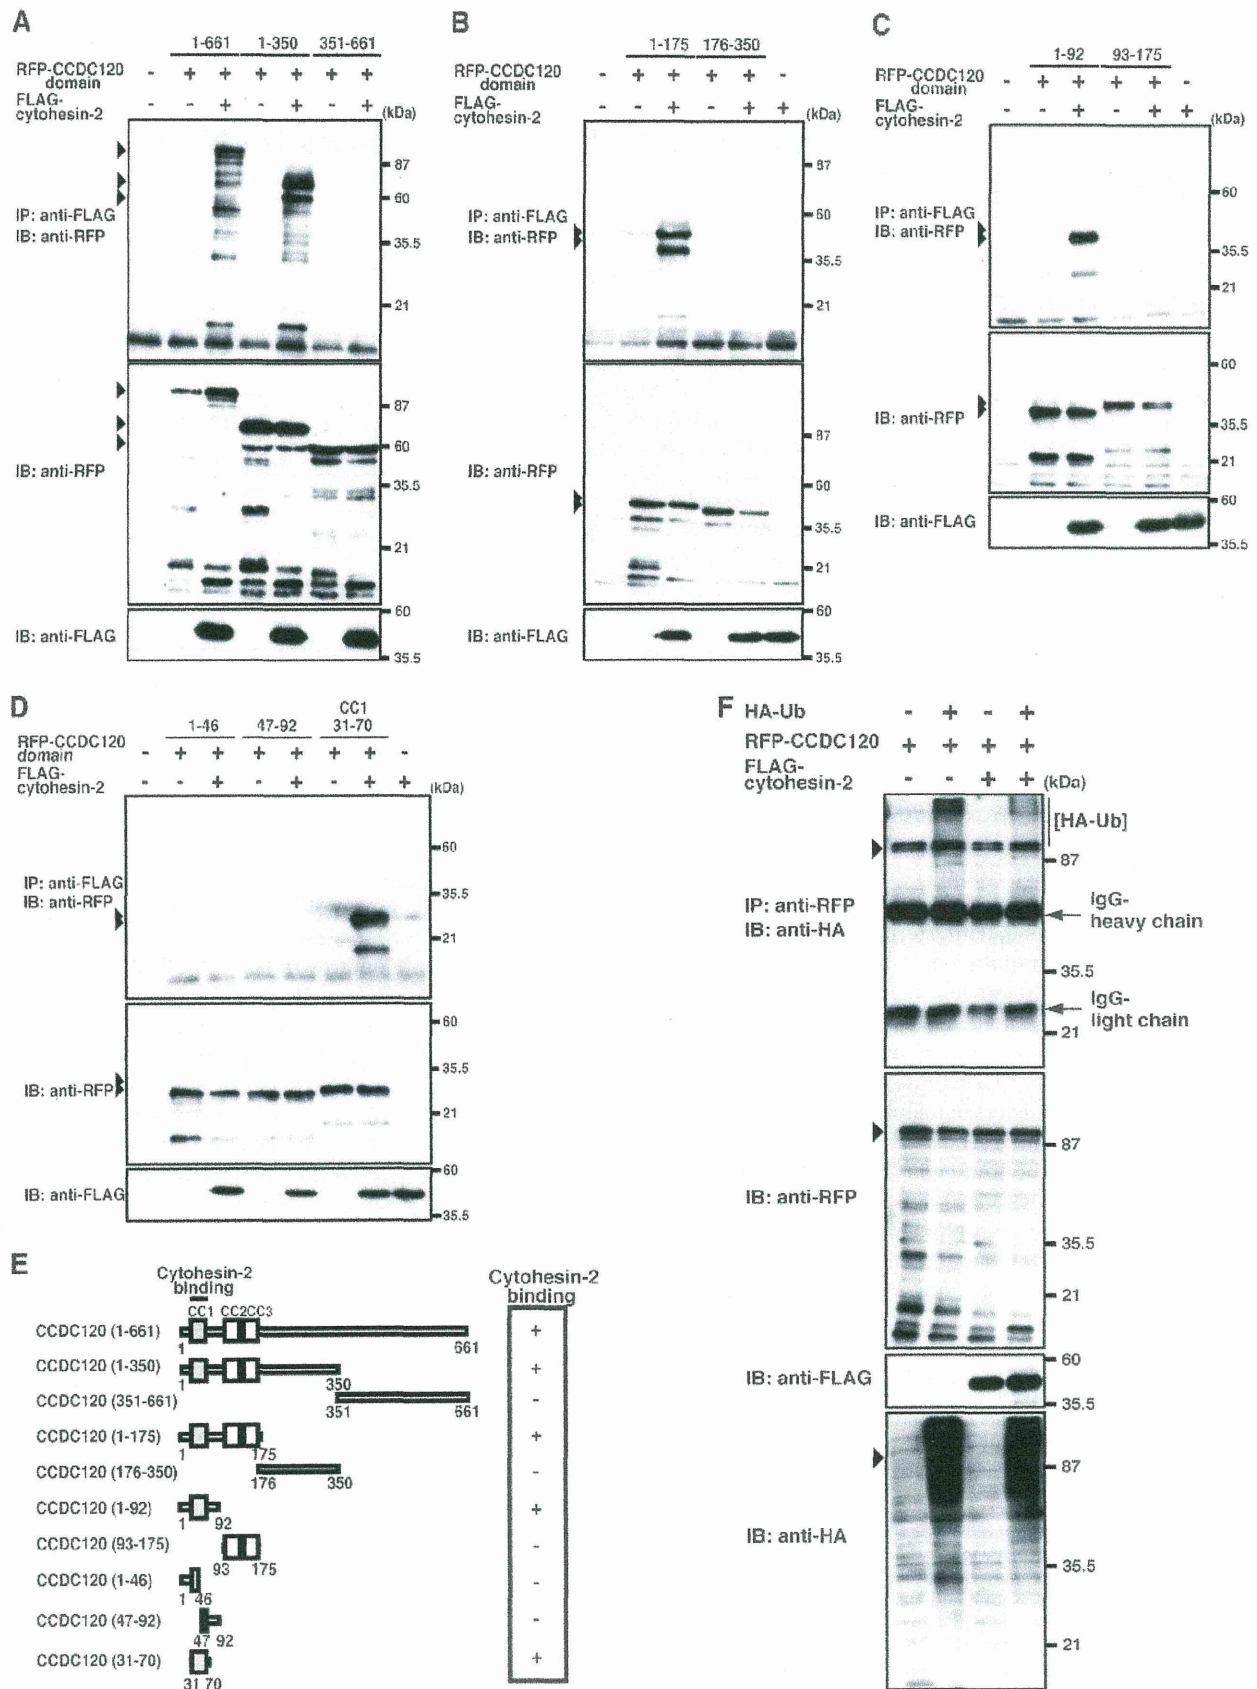 A
1-661 1-350 351-661
RFP-CCDC120 domain - + + + + + +
FLAG-cytohesin-2 - - + - + - +
(kDa)
87
60
IP: anti-FLAG
IB: anti-RFP
35.5
21
87
60
IB: anti-RFP
35.5
21
60
IB: anti-FLAG
35.5
B
1-175 176-350
RFP-CCDC120 domain - + + + + -
FLAG-cytohesin-2 - - + - + +
(kDa)
87
60
IP: anti-FLAG
IB: anti-RFP
35.5
21
87
60
IB: anti-RFP
35.5
21
60
IB: anti-FLAG
35.5
C
1-92 93-175
RFP-CCDC120 domain - + + + + -
FLAG-cytohesin-2 - - + - + +
(kDa)
60
IP: anti-FLAG
IB: anti-RFP
35.5
21
60
IB: anti-RFP
35.5
21
60
IB: anti-FLAG
35.5
D
CC1
1-46 47-92 31-70
RFP-CCDC120 domain - + + + + + + -
FLAG-cytohesin-2 - - + - + - + +
(kDa)
60
IP: anti-FLAG
IB: anti-RFP
35.5
21
60
35.5
IB: anti-RFP
21
60
IB: anti-FLAG
35.5
E
Cytohesin-2
binding
CC1 CC2CC3
Cytohesin-2
binding
CCDC120 (1-661) +
1 661
CCDC120 (1-350) +
1 350
CCDC120 (351-661) -
351 661
CCDC120 (1-175) +
1 175
CCDC120 (176-350) -
176 350
CCDC120 (1-92) +
1 92
CCDC120 (93-175) -
93 175
CCDC120 (1-46) -
1 46
CCDC120 (47-92) -
47 92
CCDC120 (31-70) +
31 70
F
HA-Ub - + - +
RFP-CCDC120 + + + +
FLAG-cytohesin-2 - - + +
(kDa)
[HA-Ub]
87
IP: anti-RFP
IB: anti-HA
IgG-
heavy chain
35.5
IgG-
light chain
21
87
IB: anti-RFP
35.5
21
60
IB: anti-FLAG
35.5
87
IB: anti-HA
35.5
21